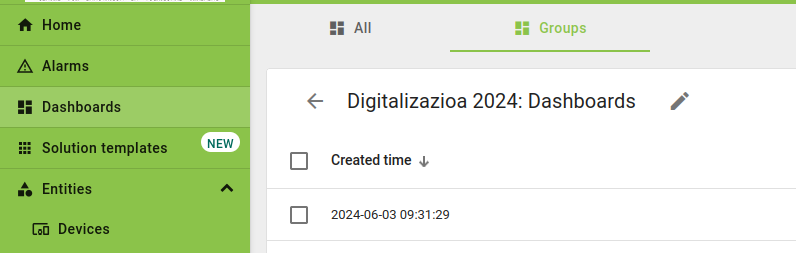 Home
Alarms
Dashboards
Solution templates NEW
Entities
Devices
All
Groups
Digitalizazioa 2024: Dashboards
Created time
2024-06-03 09:31:29